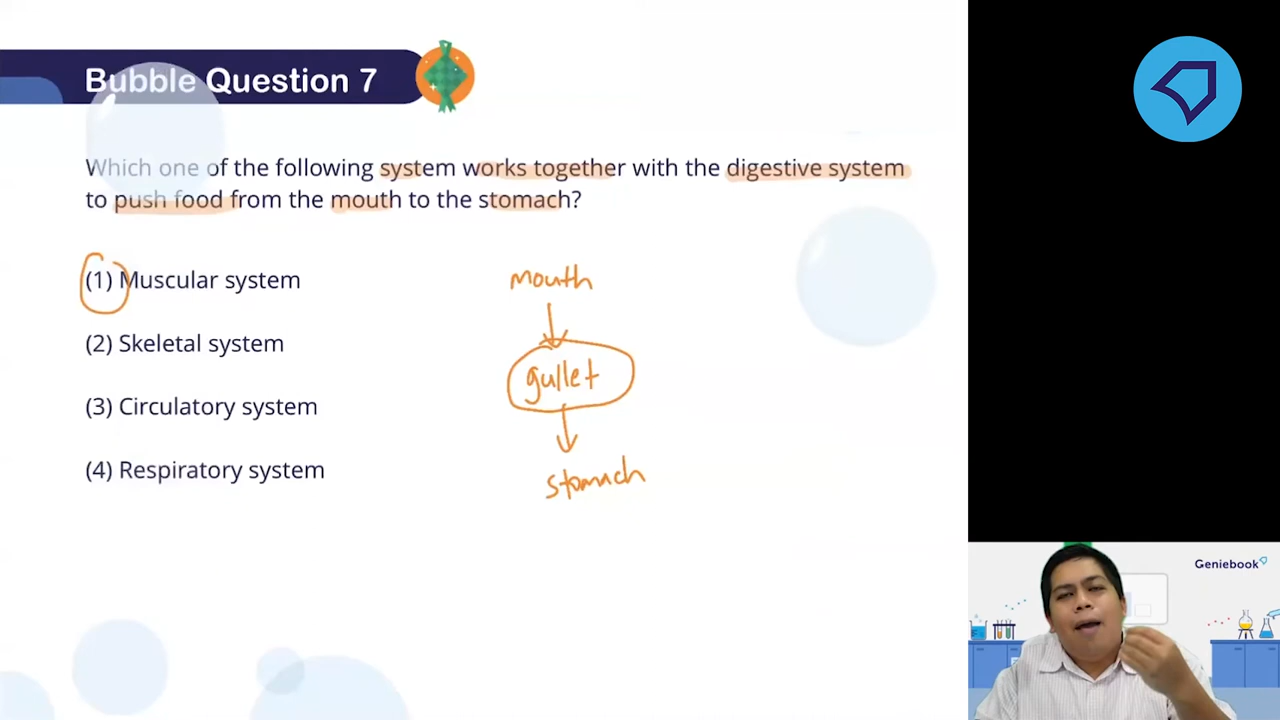 Bubble Question 7
Which one of the following system works together with the digestive system
to push food from the mouth to the stomach?
(1) Muscular system
(2) Skeletal system
(3) Circulatory system
(4) Respiratory system
mouth
gullet
stomach
Geniebook